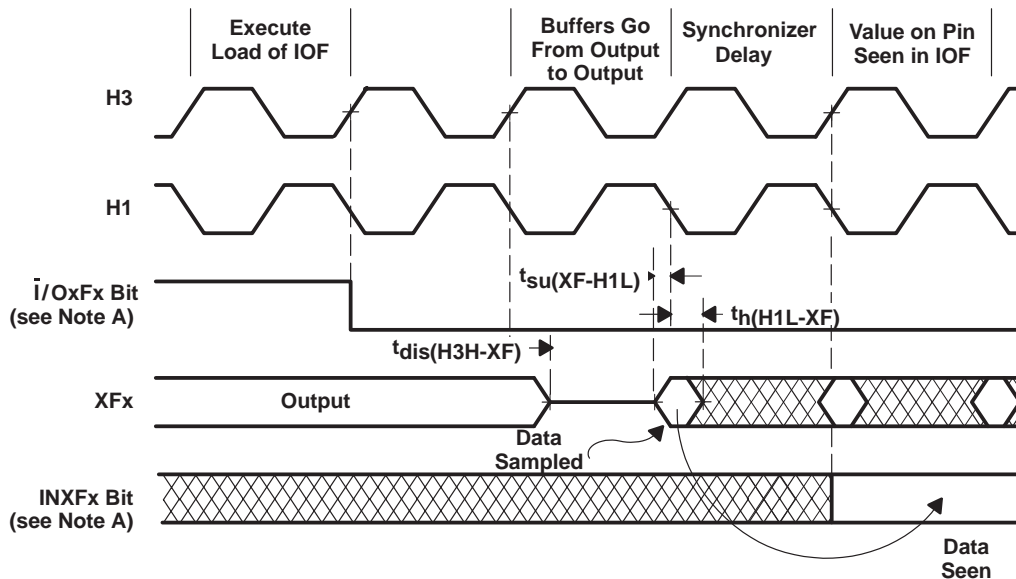 Execute
Load of IOF
Buffers Go
From Output
to Output
Synchronizer
Delay
Value on Pin
Seen in IOF
H3
H1
Ī/OxFx Bit
(see Note A)
tsu(XF-H1L)
th(H1L-XF)
tdis(H3H-XF)
XFx
Output
Data
Sampled
INXFx Bit
(see Note A)
Data
Seen